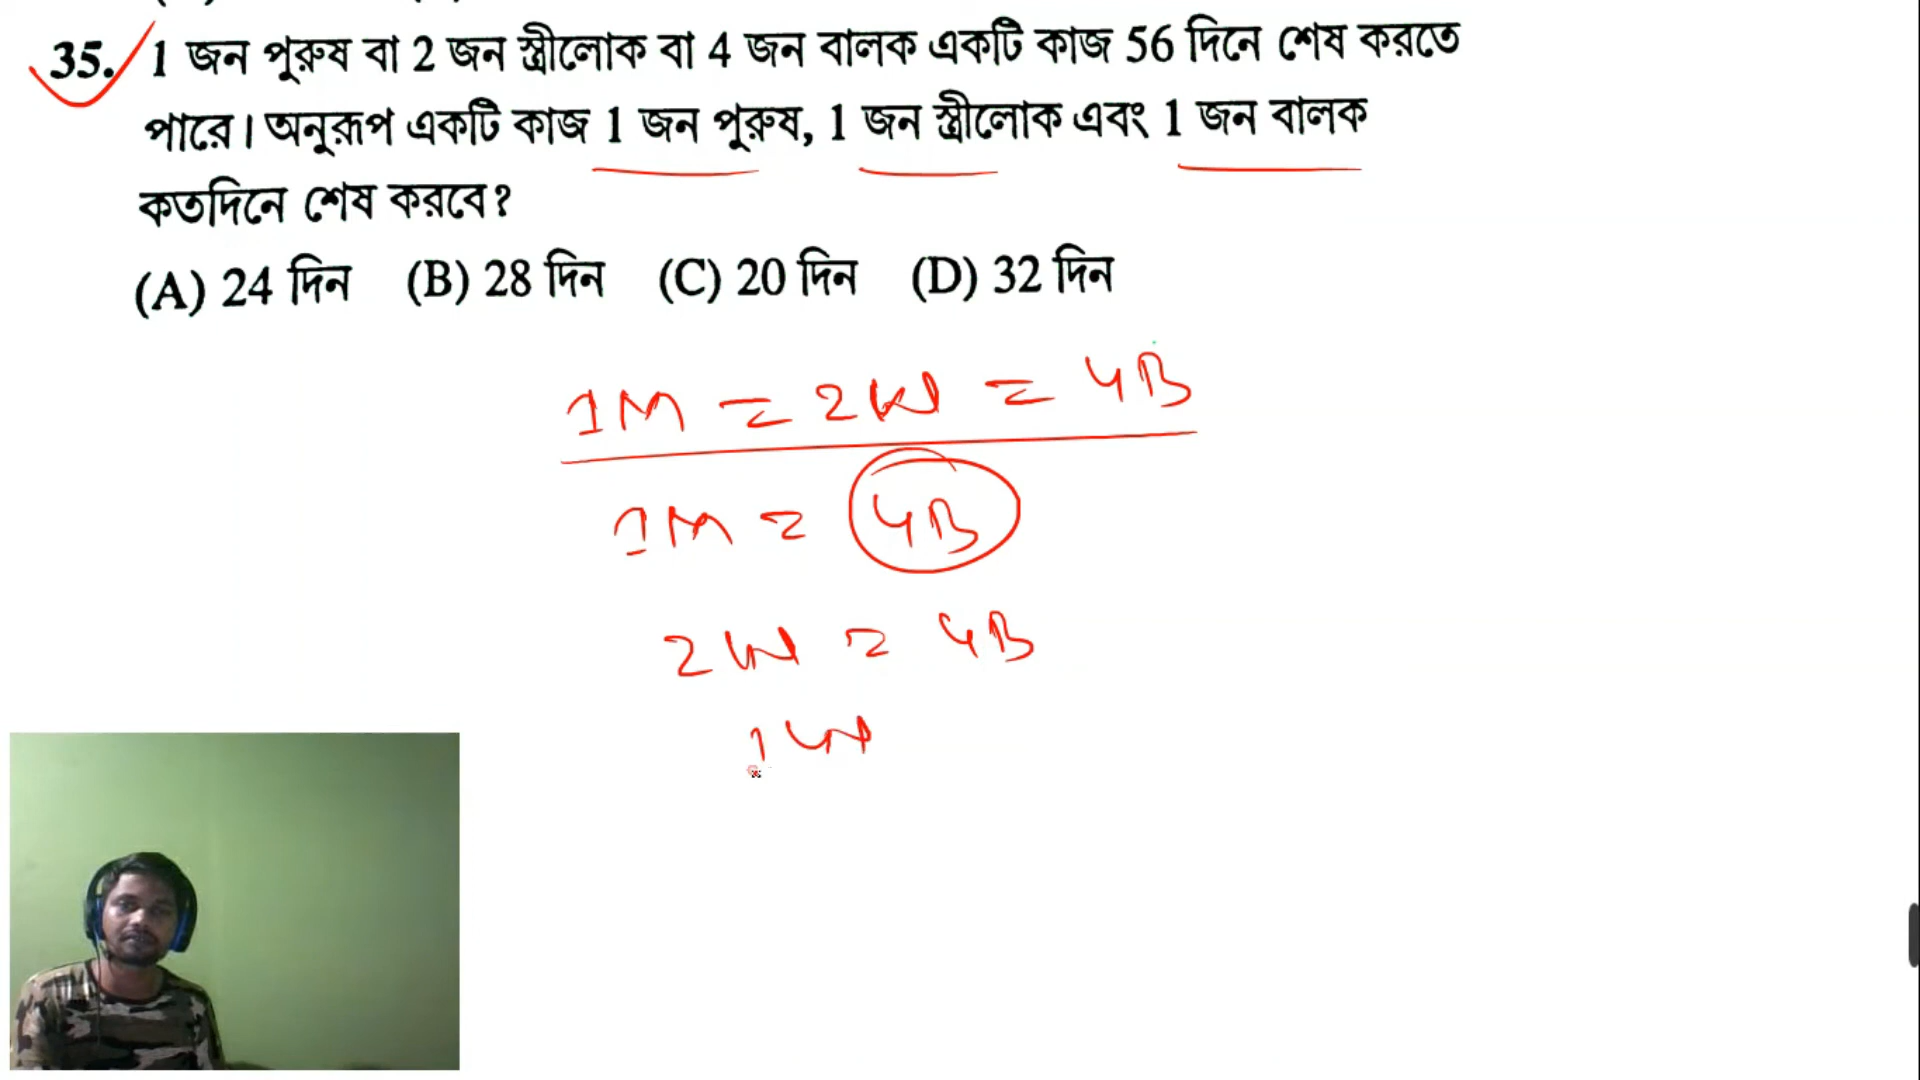 35. 1 জন পুরুষ বা 2 জন স্ত্রীলোক বা 4 জন বালক একটি কাজ 56 দিনে শেষ করতে
পারে। অনুরূপ একটি কাজ 1 জন পুরুষ, 1 জন স্ত্রীলোক এবং 1 জন বালক
কতদিনে শেষ করবে?
(A) 24 দিন (B) 28 দিন (C) 20 দিন (D) 32 দিন
1M = 2W = 4B
1M = 4B
2W = 4B
1W